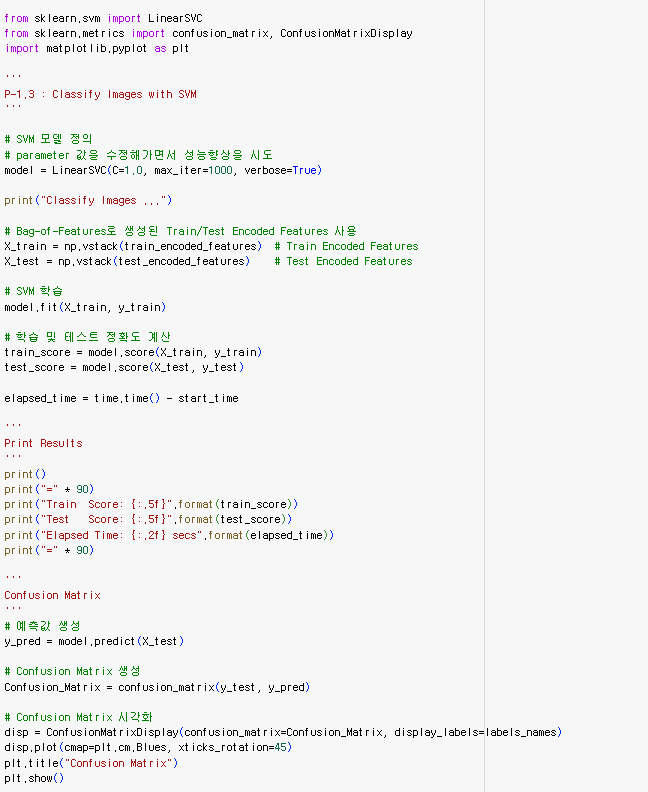 from sklearn.svm import LinearSVC
from sklearn.metrics import confusion_matrix, ConfusionMatrixDisplay
import matplotlib.pyplot as plt
'''
P-1.3 : Classify Images with SVM
'''
# SVM 모델 정의
# parameter 값을 수정해가면서 성능향상을 시도
model = LinearSVC(C=1.0, max_iter=1000, verbose=True)
print("Classify Images ...")
# Bag-of-Features로 생성된 Train/Test Encoded Features 사용
X_train = np.vstack(train_encoded_features)  # Train Encoded Features
X_test = np.vstack(test_encoded_features)    # Test Encoded Features
# SVM 학습
model.fit(X_train, y_train)
# 학습 및 테스트 정확도 계산
train_score = model.score(X_train, y_train)
test_score = model.score(X_test, y_test)
elapsed_time = time.time() - start_time
'''
Print Results
'''
print()
print("=" * 90)
print("Train  Score: {:.5f}".format(train_score))
print("Test   Score: {:.5f}".format(test_score))
print("Elapsed Time: {:.2f} secs".format(elapsed_time))
print("=" * 90)
'''
Confusion Matrix
'''
# 예측값 생성
y_pred = model.predict(X_test)
# Confusion Matrix 생성
Confusion_Matrix = confusion_matrix(y_test, y_pred)
# Confusion Matrix 시각화
disp = ConfusionMatrixDisplay(confusion_matrix=Confusion_Matrix, display_labels=labels_names)
disp.plot(cmap=plt.cm.Blues, xticks_rotation=45)
plt.title("Confusion Matrix")
plt.show()